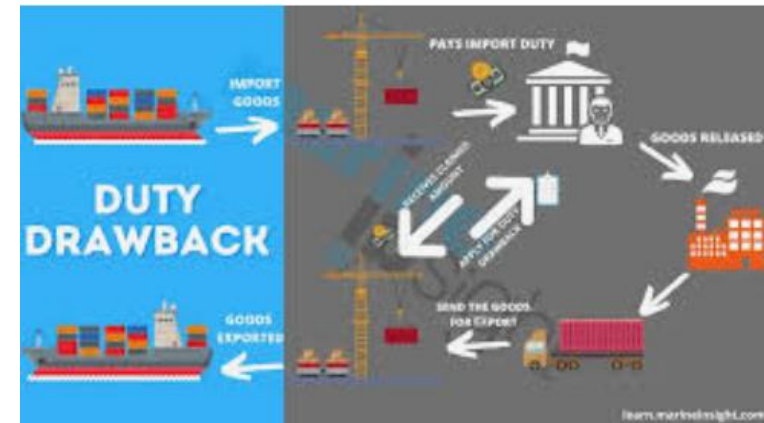 PAYS IMPORT DUTY
IMPORT
GOODS
GOODS RELEASED
DUTY
DRAWBACK
RECEIVES CLAIMED
AMOUNT
APPLY FOR DUTY
DRAWBACK
SEND THE GOODS
FOR EXPORT
GOODS
EXPORTED
learn.marineinsight.com